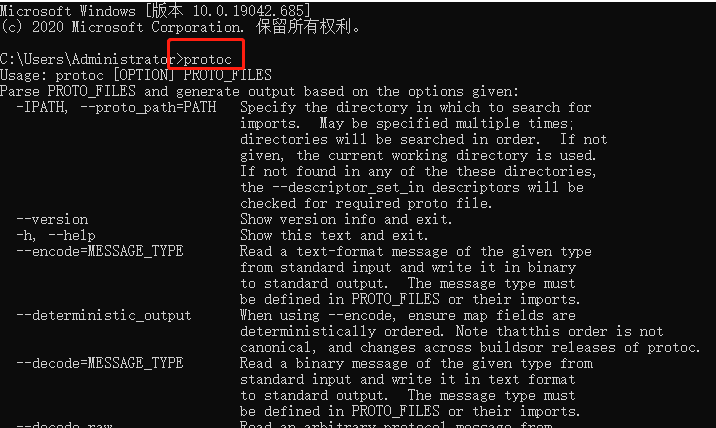 Microsoft Windows [版本 10.0.19042.685]
(c) 2020 Microsoft Corporation. 保留所有权利。
C:\Users\Administrator>protoc
Usage: protoc [OPTION] PROTO_FILES
Parse PROTO_FILES and generate output based on the options given:
  -IPATH, --proto_path=PATH   Specify the directory in which to search for
                              imports.  May be specified multiple times;
                              directories will be searched in order.  If not
                              given, the current working directory is used.
                              If not found in any of the these directories,
                              the --descriptor_set_in descriptors will be
                              checked for required proto file.
  --version                   Show version info and exit.
  -h, --help                  Show this text and exit.
  --encode=MESSAGE_TYPE       Read a text-format message of the given type
                              from standard input and write it in binary
                              to standard output.  The message type must
                              be defined in PROTO_FILES or their imports.
  --deterministic_output      When using --encode, ensure map fields are
                              deterministically ordered. Note thatthis order is not
                              canonical, and changes across buildsor releases of protoc.
  --decode=MESSAGE_TYPE       Read a binary message of the given type from
                              standard input and write it in text format
                              to standard output.  The message type must
                              be defined in PROTO_FILES or their imports.
  --decode_raw                Read an arbitrary protocol message from